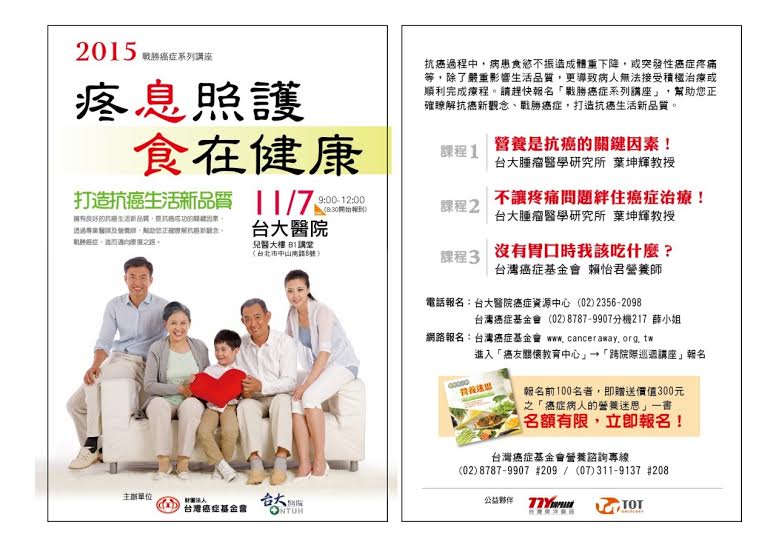 2015 戰勝癌症系列講座
疼息照護
食在健康
打造抗癌生活新品質
擁有良好的抗癌生活新品質,是抗癌成功的關鍵因素,
透過專業醫師及營養師,幫助您正確瞭解抗癌新觀念、
戰勝癌症,進而邁向康復之路。
11/7 9:00-12:00
(8:30開始報到)
台大醫院
兒醫大樓 B1講堂
(台北市中山南路8號)
主辦單位
財團法人
台灣癌症基金會
台大醫院
NTUH
抗癌過程中,病患食慾不振造成體重下降,或突發性癌症疼痛
等,除了嚴重影響生活品質,更導致病人無法接受積極治療或
順利完成療程。請趕快報名「戰勝癌症系列講座」,幫助您正
確瞭解抗癌新觀念、戰勝癌症,打造抗癌生活新品質。
課程1
營養是抗癌的關鍵因素!
台大腫瘤醫學研究所 葉坤輝教授
課程2
不讓疼痛問題絆住癌症治療!
台大腫瘤醫學研究所 葉坤輝教授
課程3
沒有胃口時我該吃什麼?
台灣癌症基金會 賴怡君營養師
電話報名:台大醫院癌症資源中心 (02)2356-2098
台灣癌症基金會 (02)8787-9907分機217 薛小姐
網路報名:台灣癌症基金會 www.canceraway.org.tw
進入「癌友關懷教育中心」→「跨院際巡迴講座」報名
營養迷思
報名前100名者,即贈送價值300元
之「癌症病人的營養迷思」一書
名額有限,立即報名!
台灣癌症基金會營養諮詢專線
(02)8787-9907 #209 / (07)311-9137 #208
公益夥伴
TTY BIOPHARM
台灣東洋藥品
TOT
ONCOLOGY